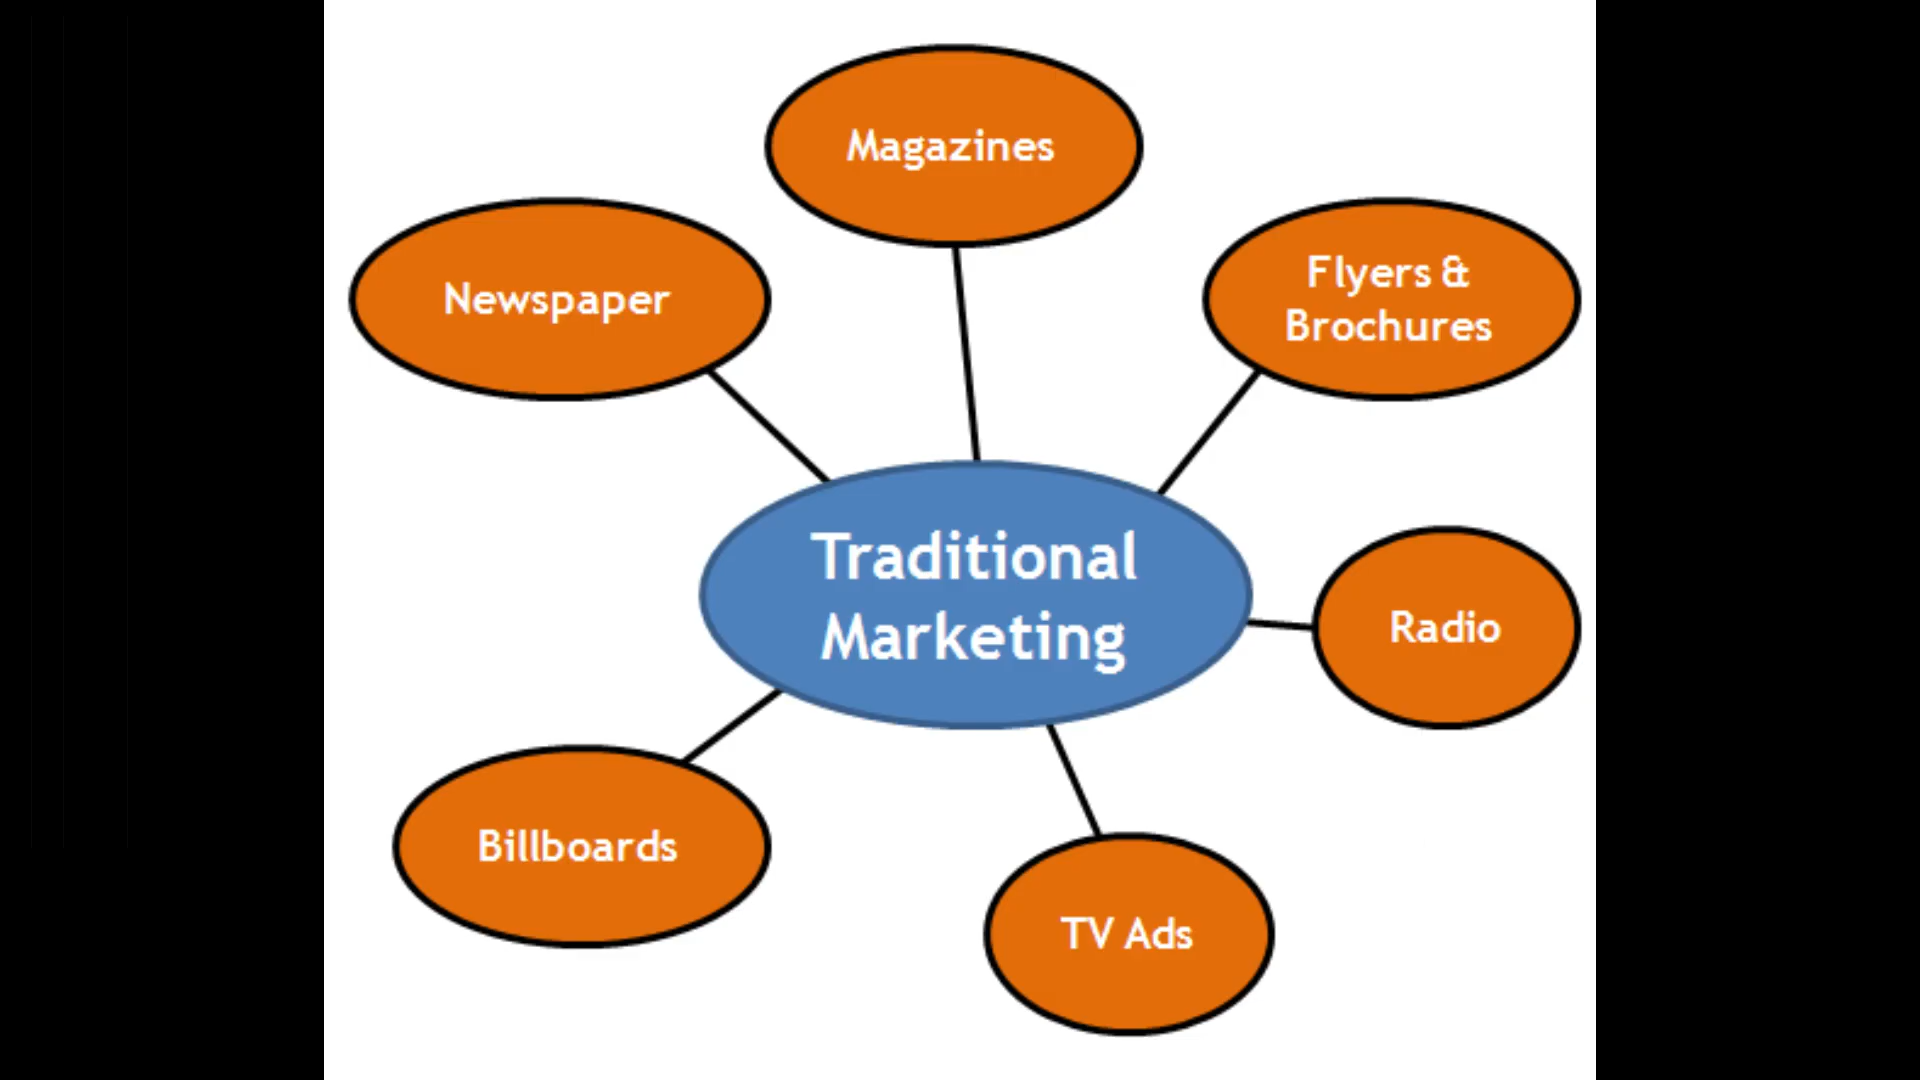 Magazines
Newspaper
Flyers &
Brochures
Traditional
Marketing
Radio
Billboards
TV Ads